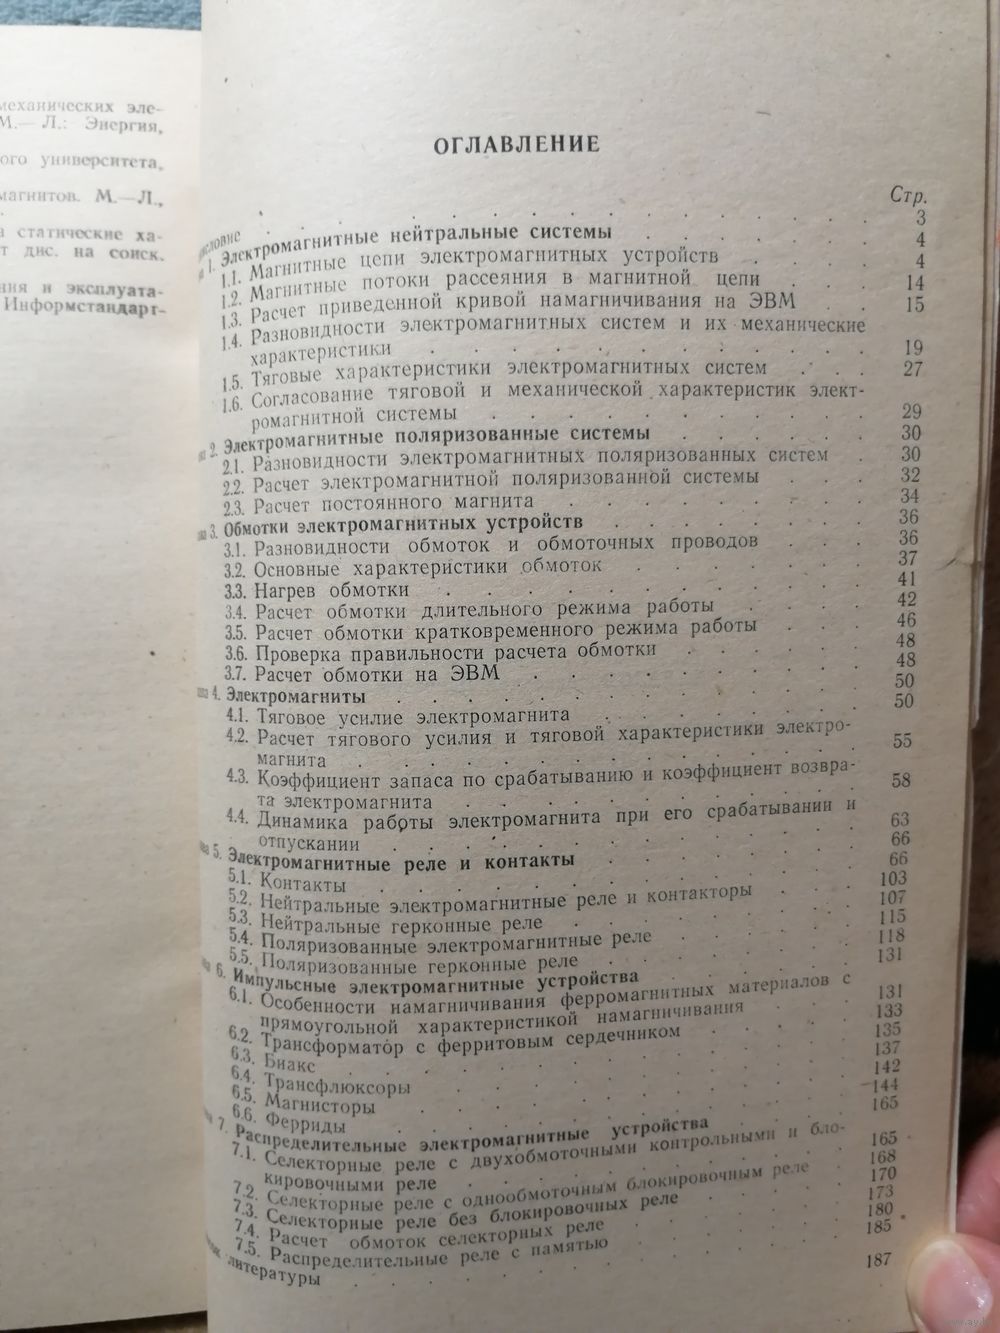 механических эле-
М.— Л.: Энергия,
ого университета,
магнитов. М.—Л.,
а статические ха-
т дис. на соиск.
ния и эксплуата-
Информстандарт-
ОГЛАВЛЕНИЕ
Стр.
исловие . . . . . . . . . . 3
1. Электромагнитные нейтральные системы . . . . 4
1.1. Магнитные цепи электромагнитных устройств . . . . 4
1.2. Магнитные потоки рассеяния в магнитной цепи . . . 14
1.3. Расчет приведенной кривой намагничивания на ЭВМ . . 15
1.4. Разновидности электромагнитных систем и их механические
характеристики . . . . . . . . . . 19
1.5. Тяговые характеристики электромагнитных систем . . . 27
1.6. Согласование тяговой и механической характеристик элект-
ромагнитной системы . . . . . . . . . 29
2. Электромагнитные поляризованные системы . . . . . 30
2.1. Разновидности электромагнитных поляризованных систем . 30
2.2. Расчет электромагнитной поляризованной системы . . . 32
2.3. Расчет постоянного магнита . . . . . . . 34
3. Обмотки электромагнитных устройств . . . . . . 36
3.1. Разновидности обмоток и обмоточных проводов . . . 36
3.2. Основные характеристики обмоток . . . . . 37
3.3. Нагрев обмотки . . . . . . . . . 41
3.4. Расчет обмотки длительного режима работы . . . . 42
3.5. Расчет обмотки кратковременного режима работы . . . 46
3.6. Проверка правильности расчета обмотки . . . . 48
3.7. Расчет обмотки на ЭВМ . . . . . . . 48
4. Электромагниты . . . . . . . . . . 50
4.1. Тяговое усилие электромагнита . . . . . . 50
4.2. Расчет тягового усилия и тяговой характеристики электро-
магнита . . . . . . . . . . . 55
4.3. Коэффициент запаса по срабатыванию и коэффициент возвра-
та электромагнита . . . . . . . . . 58
4.4. Динамика работы электромагнита при его срабатывании и
отпускании . . . . . . . . . . 63
5. Электромагнитные реле и контакты . . . . . . 66
5.1. Контакты . . . . . . . . . . 66
5.2. Нейтральные электромагнитные реле и контакторы . . . 103
5.3. Нейтральные герконные реле . . . . . . 107
5.4. Поляризованные электромагнитные реле . . . . 115
5.5. Поляризованные герконные реле . . . . . . 118
6. Импульсные электромагнитные устройства . . . . . 131
6.1. Особенности намагничивания ферромагнитных материалов с
прямоугольной характеристикой намагничивания . . . 131
6.2. Трансформатор с ферритовым сердечником . . . . 133
6.3. Биакс . . . . . . . . . . . 135
6.4. Трансфлюксоры . . . . . . . . . 137
6.5. Магнисторы . . . . . . . . . . 142
6.6. Ферриды . . . . . . . . . . 144
7. Распределительные электромагнитные устройства . . . 165
7.1. Селекторные реле с двухобмоточными контрольными и бло-
кировочными реле . . . . . . . . . 165
7.2. Селекторные реле с однообмоточным блокировочным реле . 168
7.3. Селекторные реле без блокировочных реле . . . . 170
7.4. Расчет обмоток селекторных реле . . . . . 173
7.5. Распределительные реле с памятью . . . . . 180
185
литературы . . . . . . . . . . 187